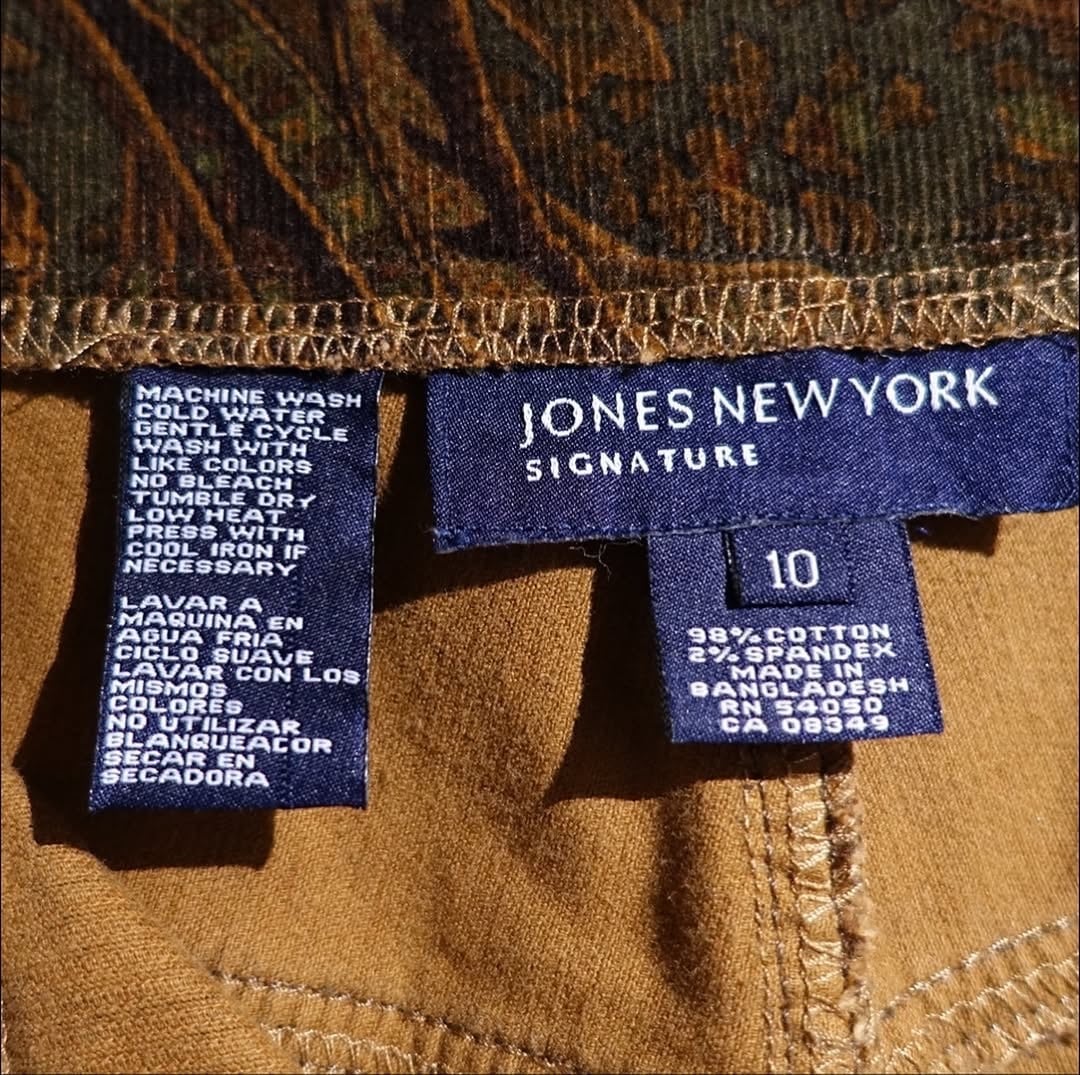 MACHINE WASH
COLD WATER
GENTLE CYCLE
WASH WITH
LIKE COLORS
NO BLEACH
TUMBLE DRY
LOW HEAT
PRESS WITH
COOL IRON IF
NECESSARY
LAVAR A
MAQUINA EN
AGUA FRIA
CICLO SUAVE
LAVAR CON LOS
MISMOS
COLORES
NO UTILIZAR
BLANQUEADOR
SECAR EN
SECADORA
JONES NEW YORK
SIGNATURE
10
98% COTTON
2% SPANDEX
MADE IN
BANGLADESH
RN 54050
CA 08349